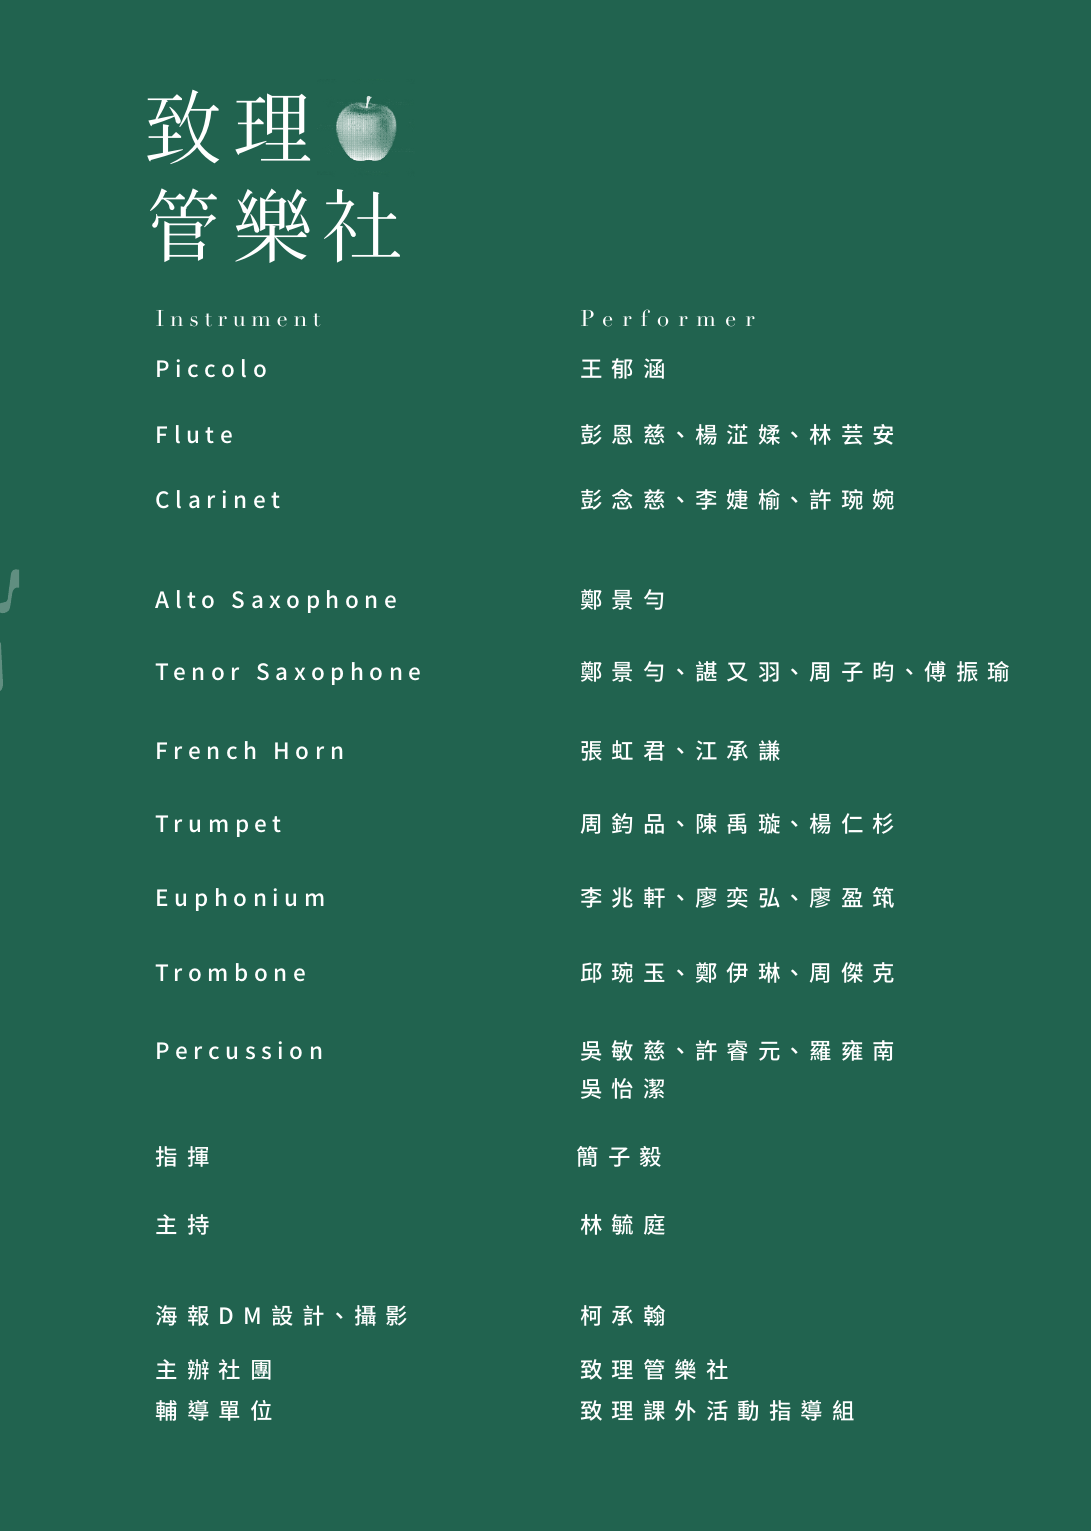 致理
管樂社
Instrument Performer
Piccolo 王郁涵
Flute 彭恩慈、楊淽媃、林芸安
Clarinet 彭念慈、李婕榆、許琬婉
Alto Saxophone 鄭景勻
Tenor Saxophone 鄭景勻、諶又羽、周子昀、傅振瑜
French Horn 張虹君、江承謙
Trumpet 周鈞品、陳禹璇、楊仁杉
Euphonium 李兆軒、廖奕弘、廖盈筑
Trombone 邱琬玉、鄭伊琳、周傑克
Percussion 吳敏慈、許睿元、羅雍南
吳怡潔
指揮 簡子毅
主持 林毓庭
海報DM設計、攝影 柯承翰
主辦社團 致理管樂社
輔導單位 致理課外活動指導組